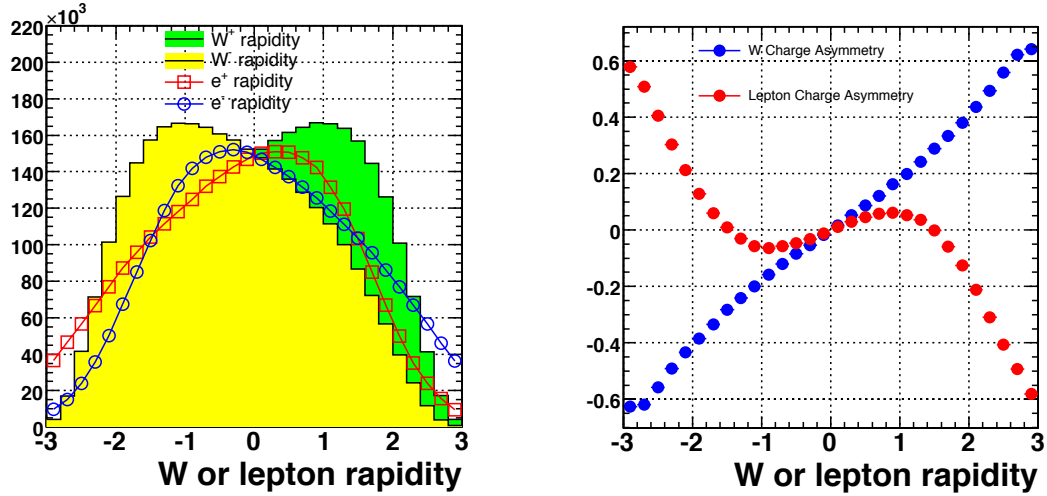 ×10³
220
200
180
160
140
120
100
80
60
40
20
0
-3 -2 -1 0 1 2 3
W⁺ rapidity
W⁻ rapidity
e⁺ rapidity
e⁻ rapidity
W or lepton rapidity
0.6
0.4
0.2
0
-0.2
-0.4
-0.6
-3 -2 -1 0 1 2 3
W Charge Asymmetry
Lepton Charge Asymmetry
W or lepton rapidity